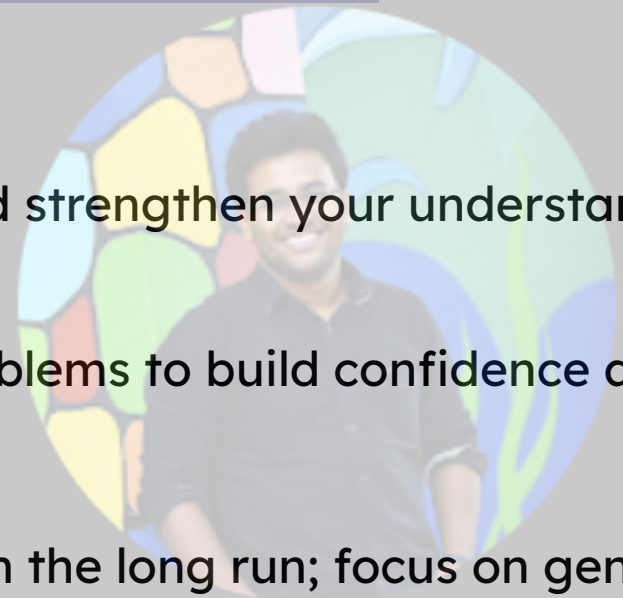 d strengthen your understan
blems to build confidence a
n the long run; focus on gen